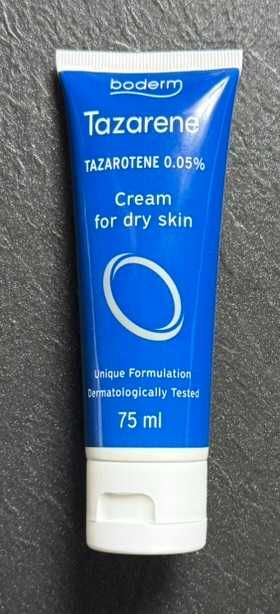 boderm
Tazarene
TAZAROTENE 0.05%
Cream
for dry skin
Unique Formulation
Dermatologically Tested
75 ml